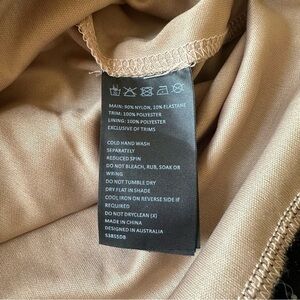 MAIN: 90% NYLON, 10% ELASTANE
TRIM: 100% POLYESTER
LINING: 100% POLYESTER
EXCLUSIVE OF TRIMS
COLD HAND WASH
SEPARATELY
REDUCED SPIN
DO NOT BLEACH, RUB, SOAK OR
WRING
DO NOT TUMBLE DRY
DRY FLAT IN SHADE
COOL IRON ON REVERSE SIDE IF
REQUIRED
DO NOT DRYCLEAN (X)
MADE IN CHINA
DESIGNED IN AUSTRALIA